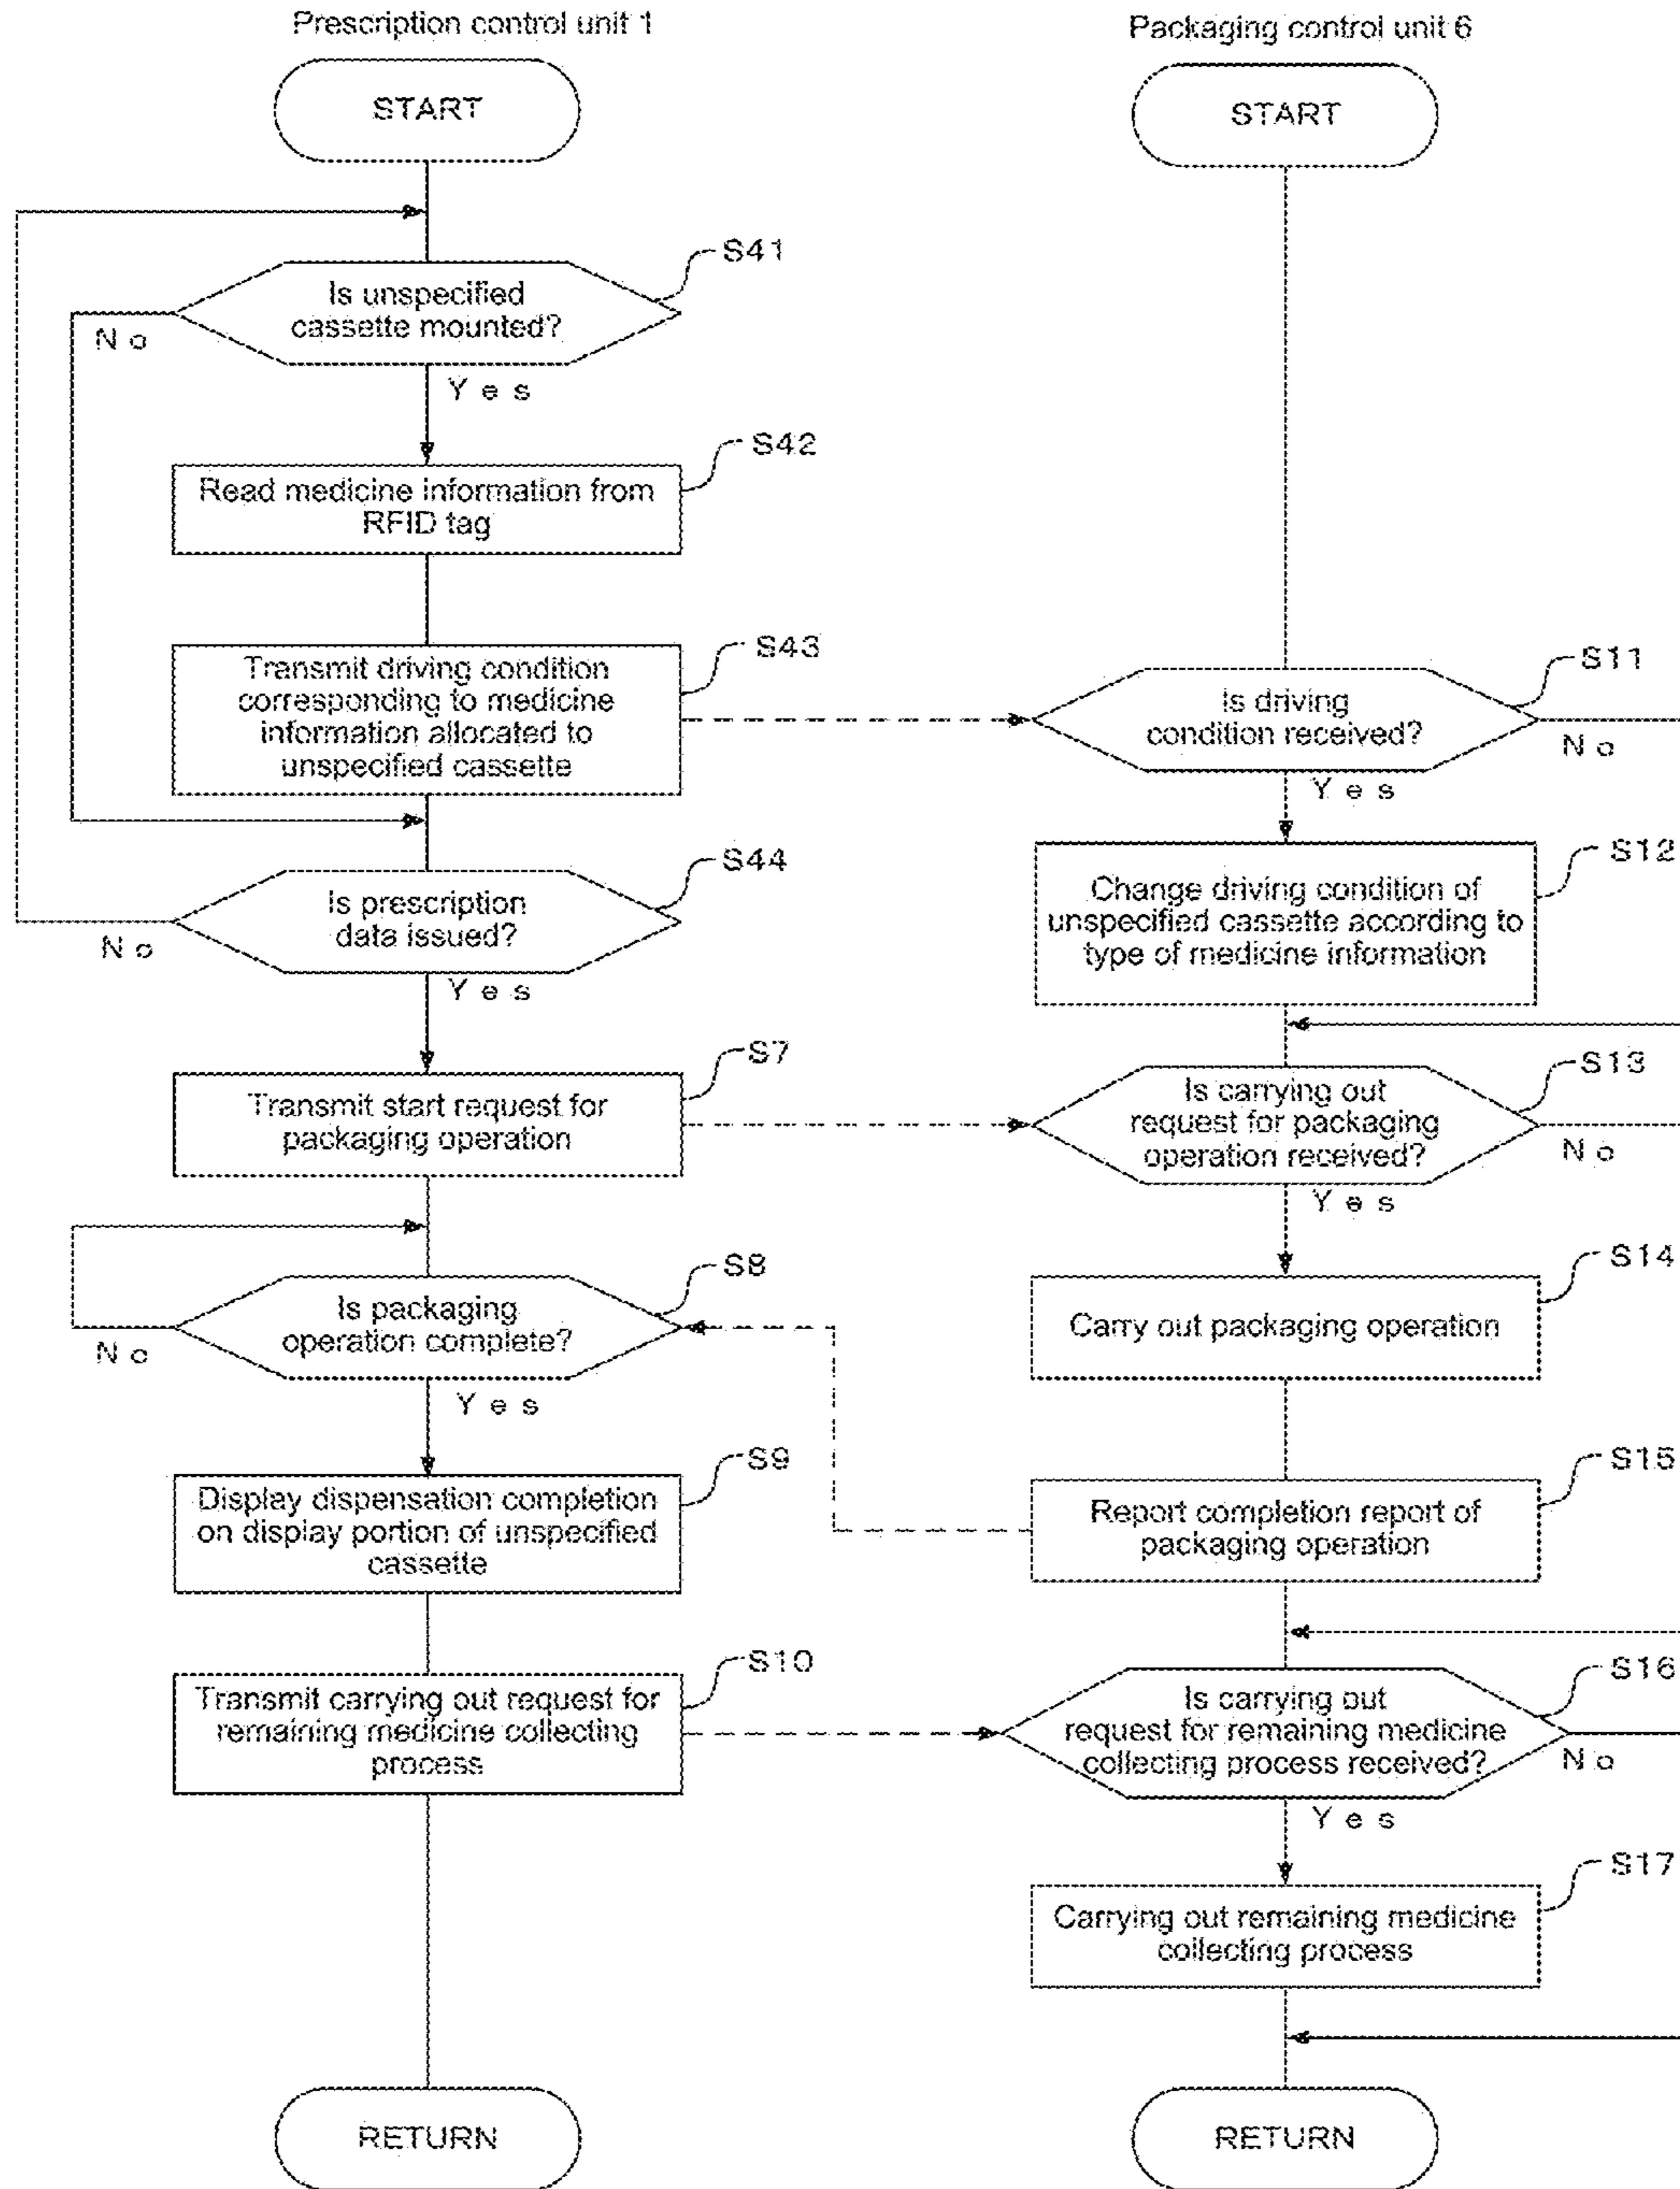 Prescription control unit 1
START
S41
Is unspecified
cassette mounted?
No
Yes
S42
Read medicine information from
RFID tag
S43
Transmit driving condition
corresponding to medicine
information allocated to
unspecified cassette
S44
Is prescription
data issued?
No
Yes
S7
Transmit start request for
packaging operation
S8
Is packaging
operation complete?
No
Yes
S9
Display dispensation completion
on display portion of unspecified
cassette
S10
Transmit carrying out request for
remaining medicine collecting
process
RETURN
Packaging control unit 6
START
S11
Is driving
condition received?
No
Yes
S12
Change driving condition of
unspecified cassette according to
type of medicine information
S13
Is carrying out
request for packaging
operation received?
No
Yes
S14
Carry out packaging operation
S15
Report completion report of
packaging operation
S16
Is carrying out
request for remaining medicine
collecting process received?
No
Yes
S17
Carrying out remaining medicine
collecting process
RETURN